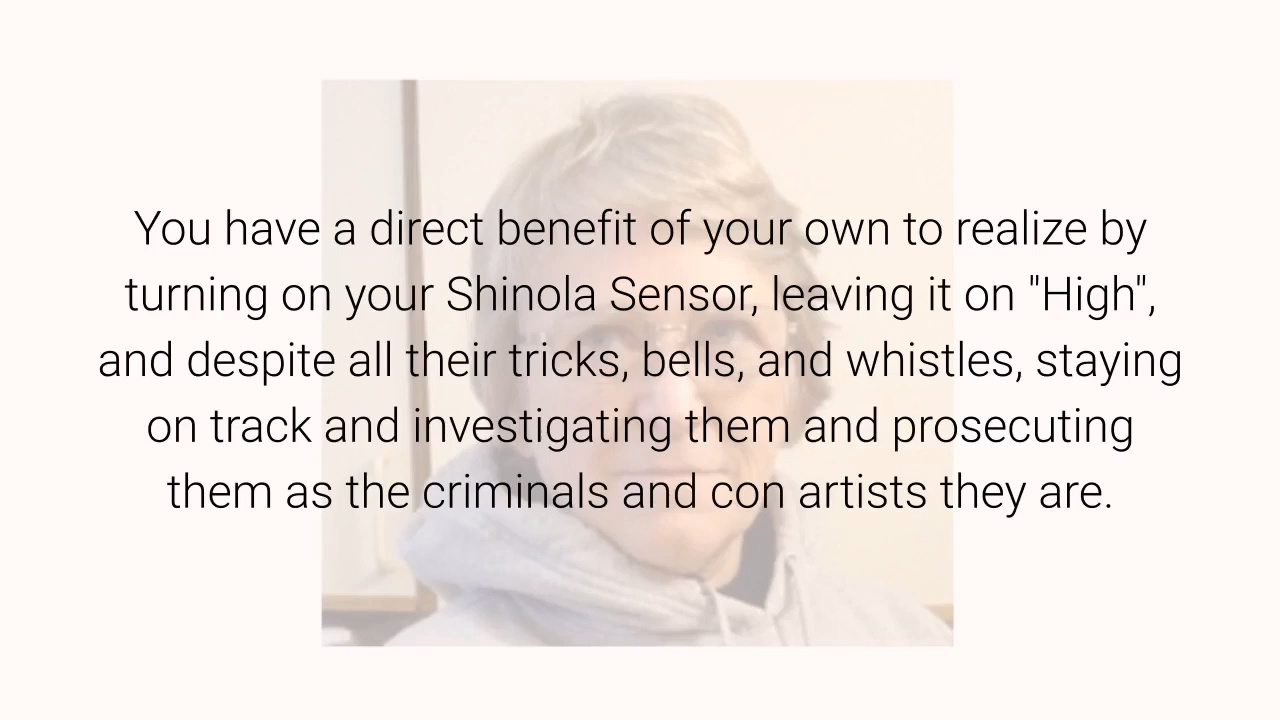 You have a direct benefit of your own to realize by
turning on your Shinola Sensor, leaving it on "High",
and despite all their tricks, bells, and whistles, staying
on track and investigating them and prosecuting
them as the criminals and con artists they are.